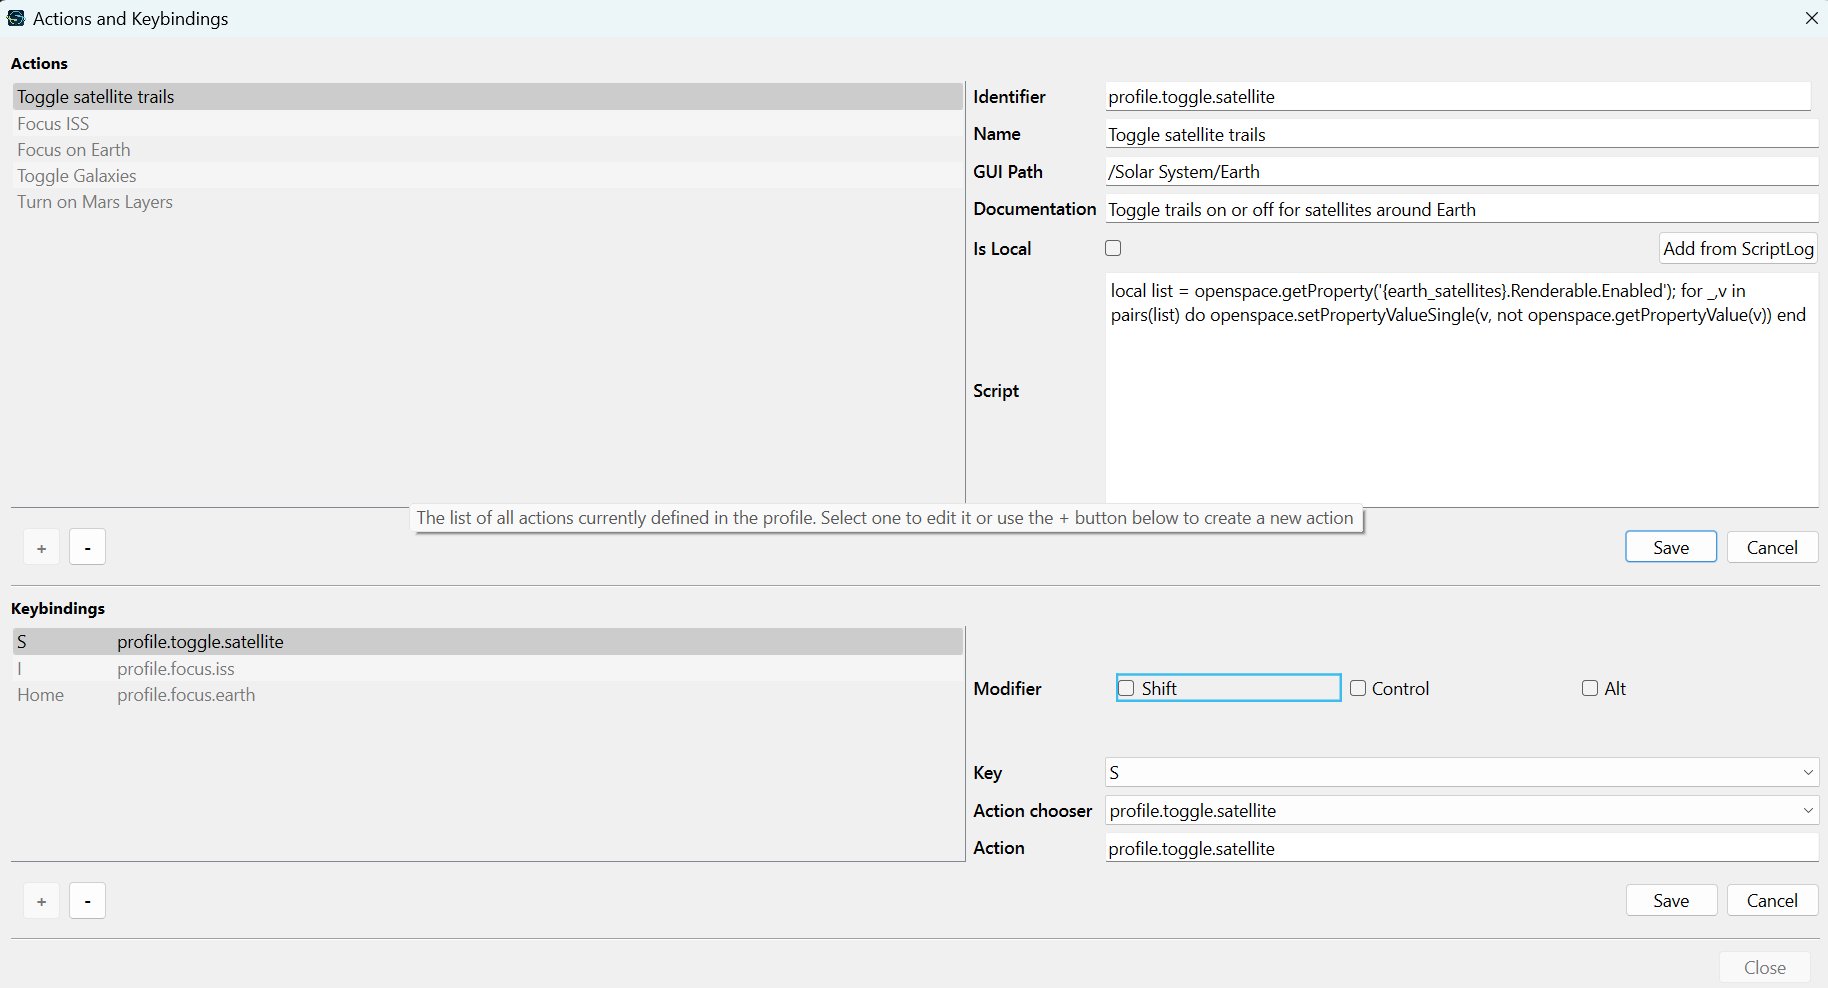 Actions and Keybindings
Actions
Toggle satellite trails
Focus ISS
Focus on Earth
Toggle Galaxies
Turn on Mars Layers
Identifier profile.toggle.satellite
Name Toggle satellite trails
GUI Path /Solar System/Earth
Documentation Toggle trails on or off for satellites around Earth
Is Local Add from ScriptLog
Script
local list = openspace.getProperty('{earth_satellites}.Renderable.Enabled'); for _,v in
pairs(list) do openspace.setPropertyValueSingle(v, not openspace.getPropertyValue(v)) end
The list of all actions currently defined in the profile. Select one to edit it or use the + button below to create a new action
+ - Save Cancel
Keybindings
S profile.toggle.satellite
I profile.focus.iss
Home profile.focus.earth
Modifier Shift Control Alt
Key S
Action chooser profile.toggle.satellite
Action profile.toggle.satellite
+ - Save Cancel
Close